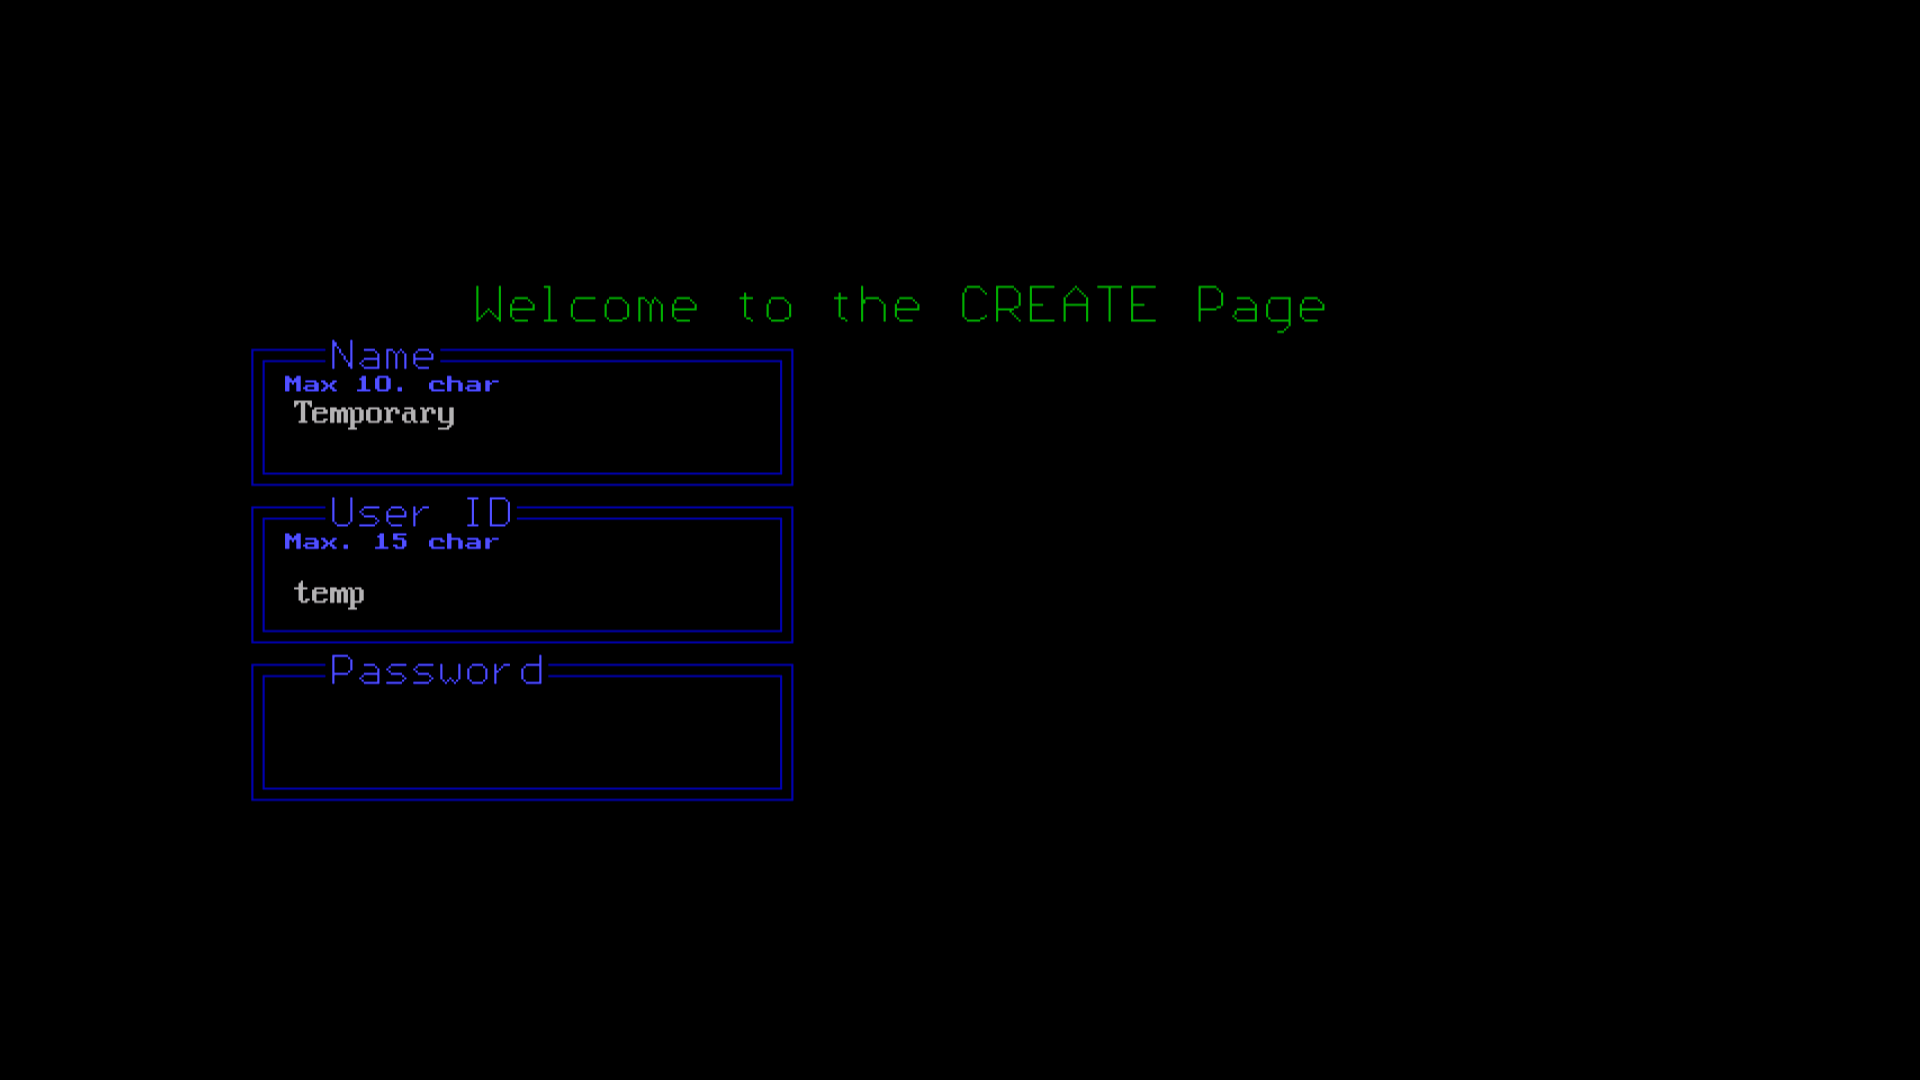 Welcome to the CREATE Page
Name
Max 10. char
Temporary
User ID
Max. 15 char
temp
Password